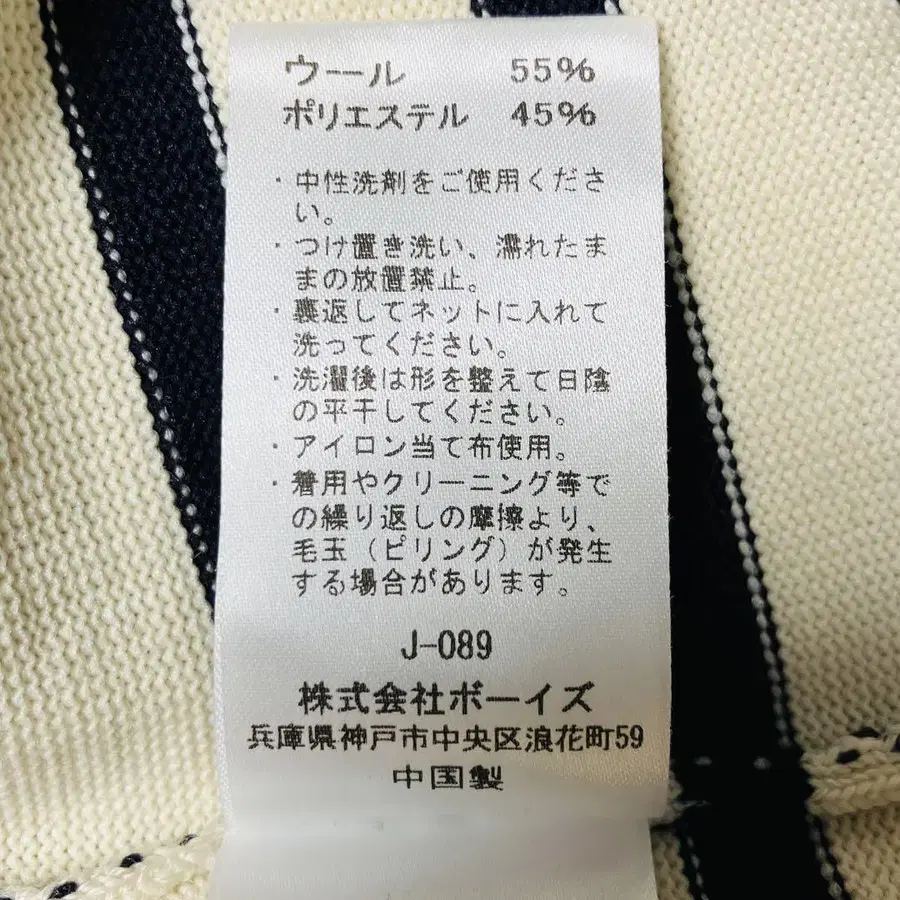 ウール 55%
ポリエステル 45%
・中性洗剤をご使用くださ
い。
・つけ置き洗い、濡れたま
まの放置禁止。
・裏返してネットに入れて
洗ってください。
・洗濯後は形を整えて日陰
の平干してください。
・アイロン当て布使用。
・着用やクリーニング等で
の繰り返しの摩擦より、
毛玉（ピリング）が発生
する場合があります。
J-089
株式会社ボーイズ
兵庫県神戸市中央区浪花町59
中国製